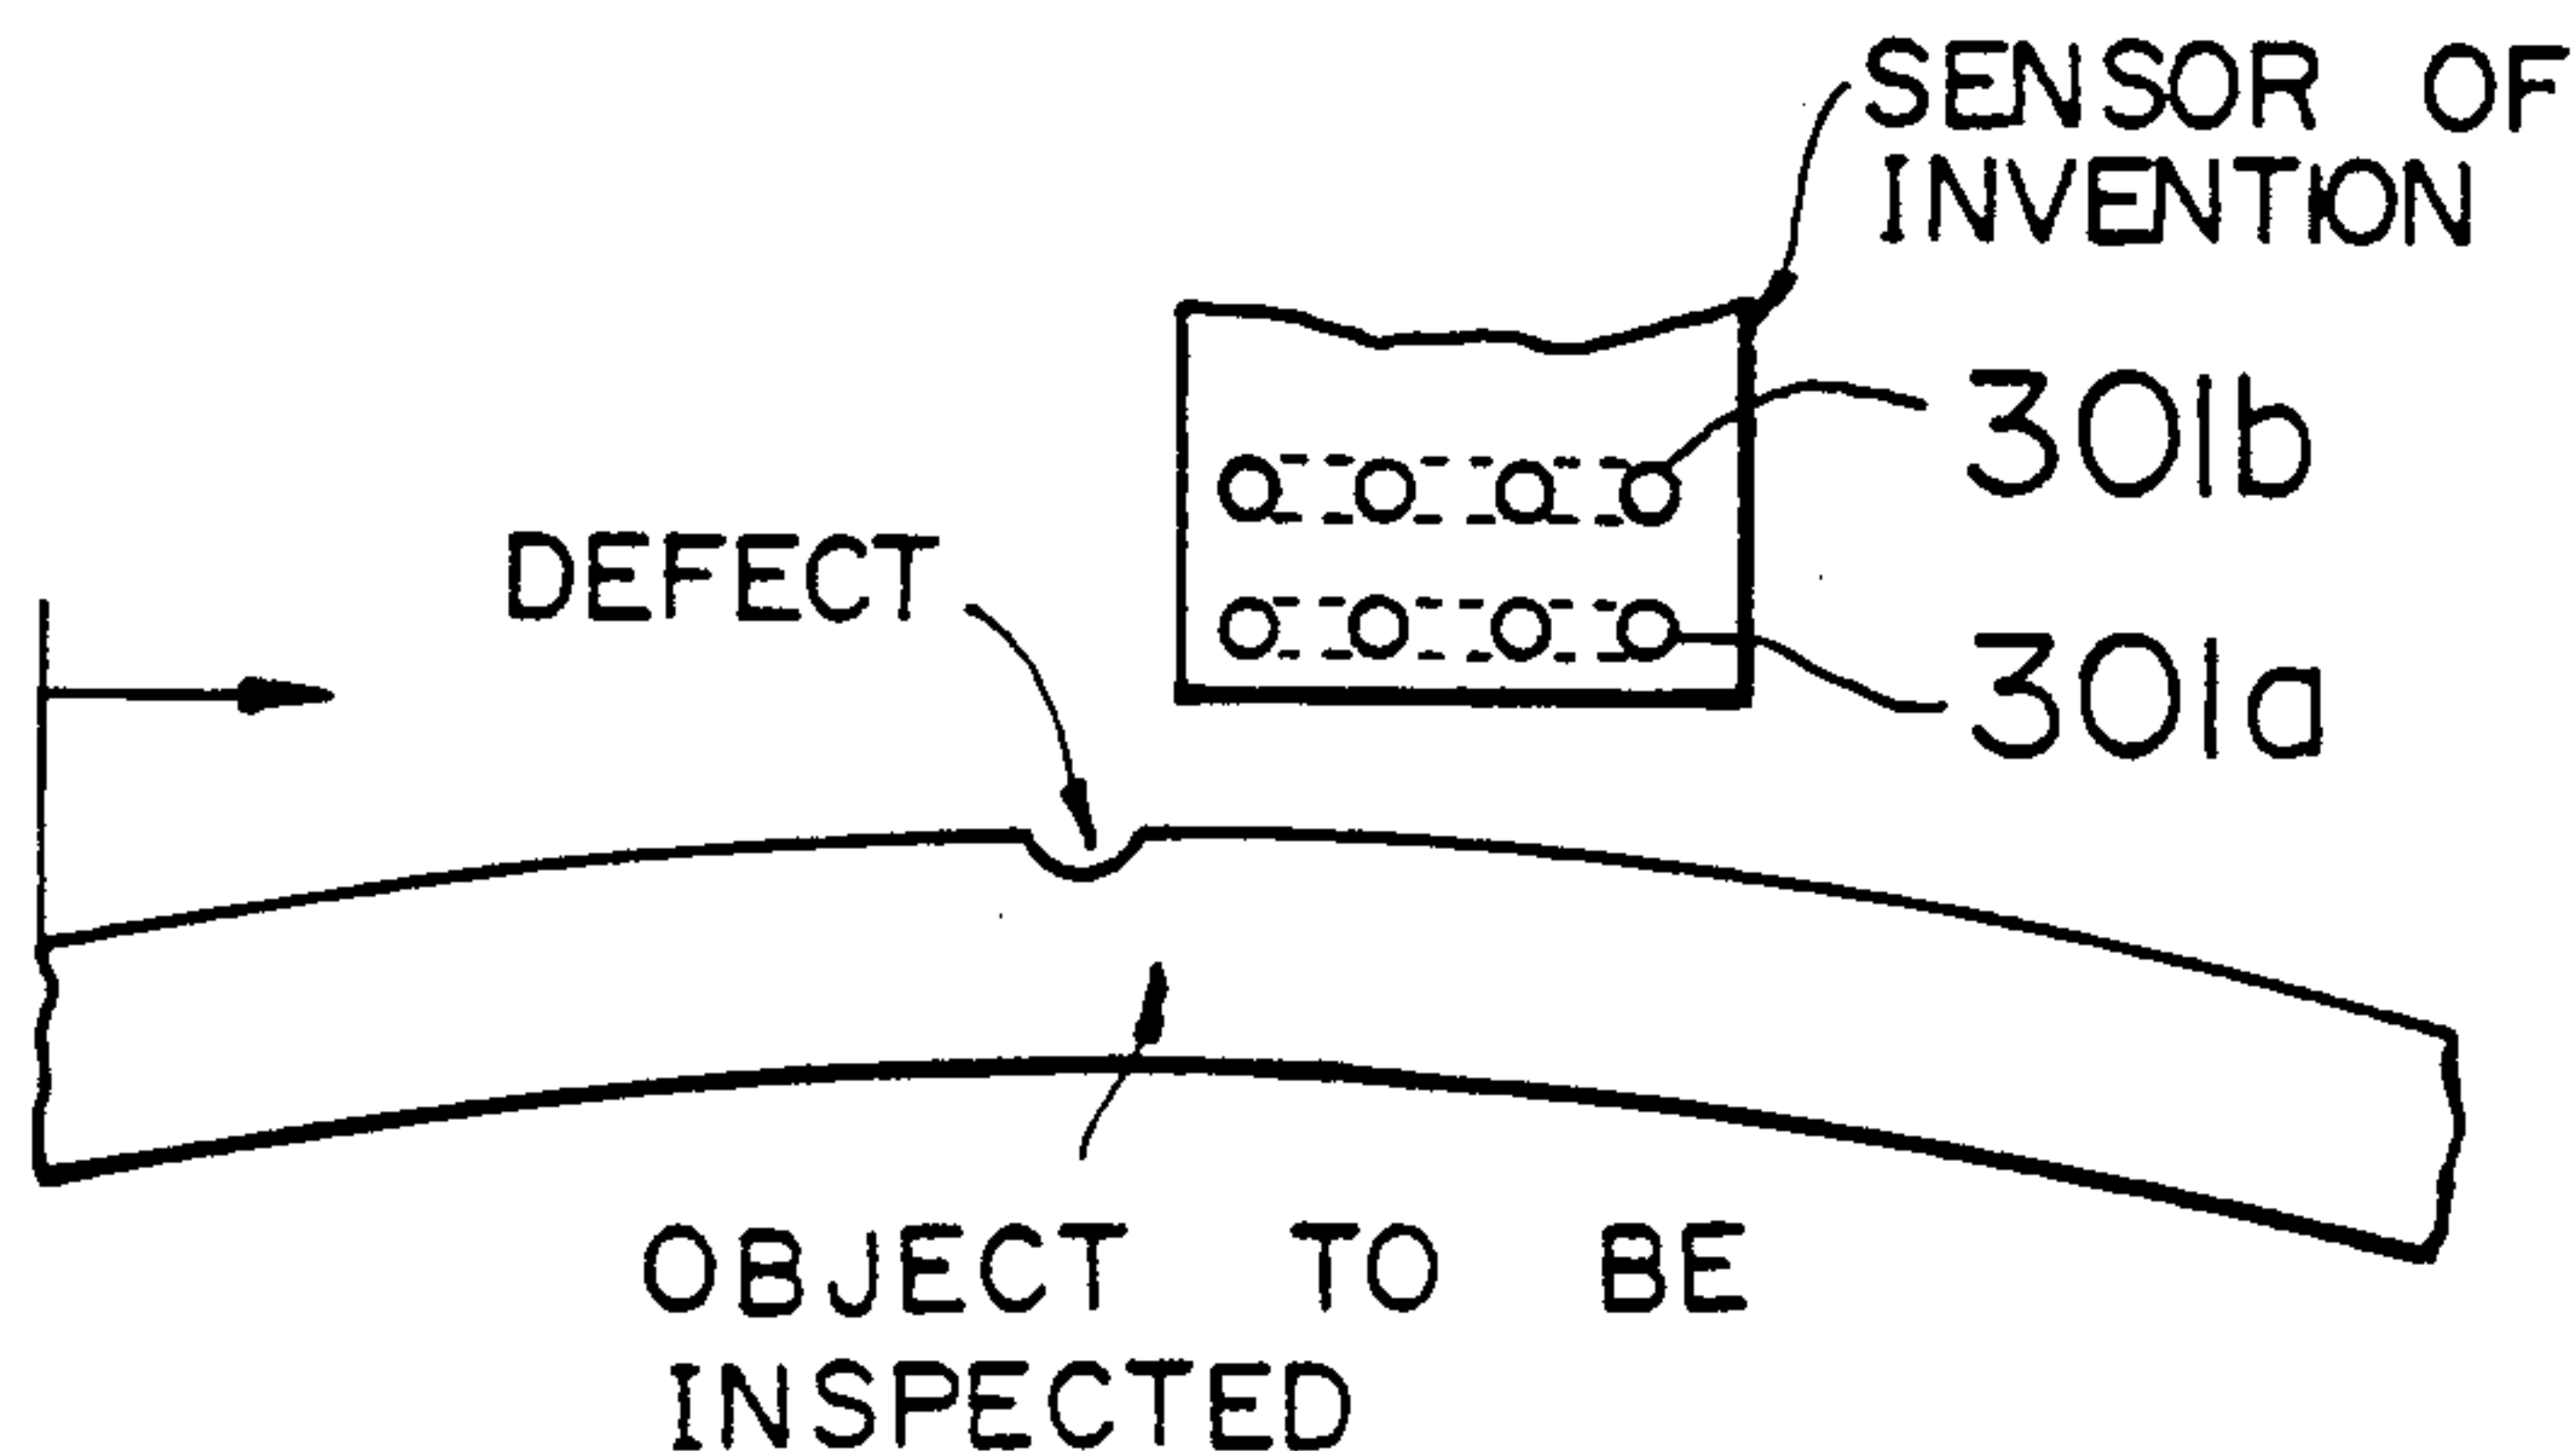 SENSOR OF
INVENTION
301b
DEFECT
301a
OBJECT TO BE
INSPECTED